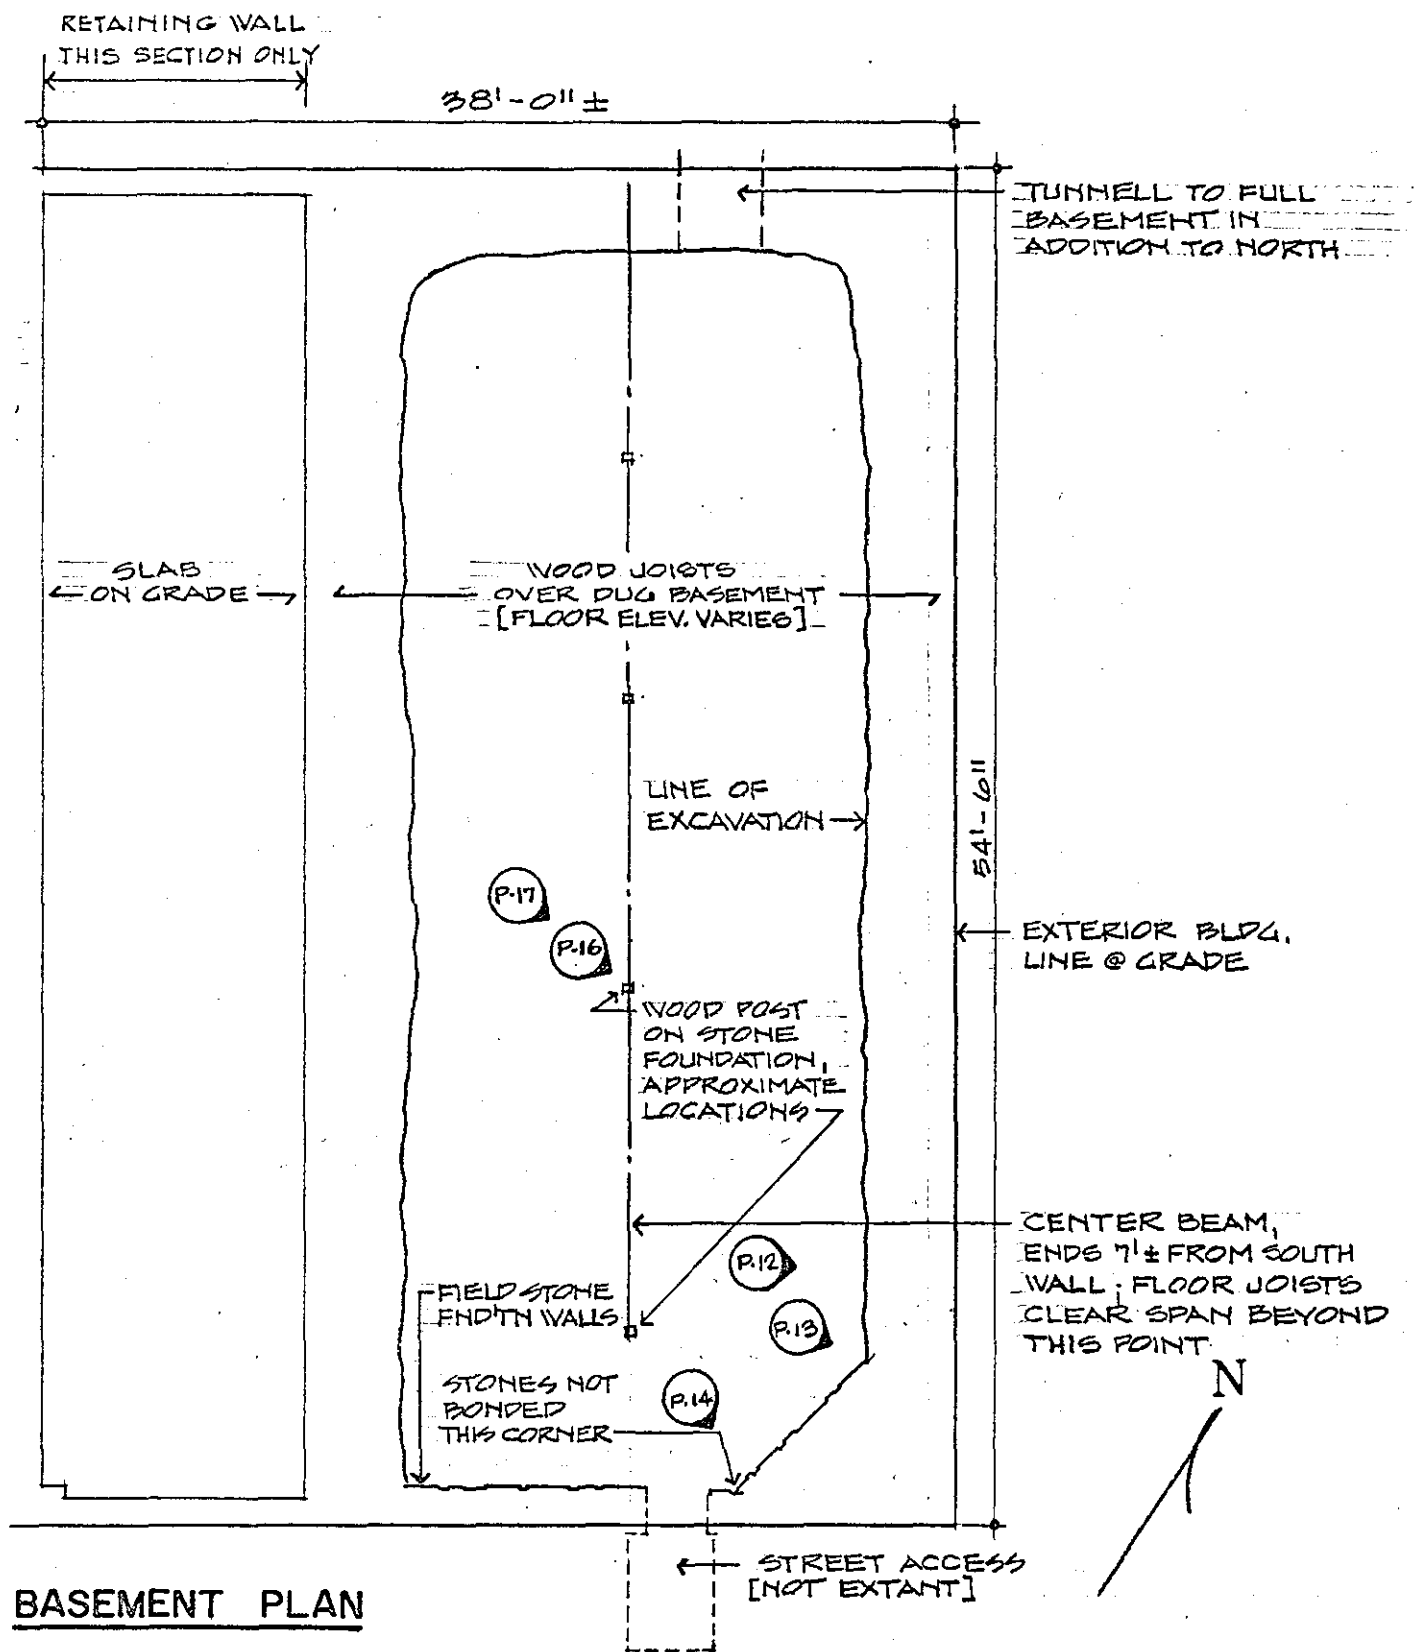 RETAINING WALL
THIS SECTION ONLY
38'-0" ±
TUNNELL TO FULL
BASEMENT IN
ADDITION TO NORTH
SLAB
ON GRADE
WOOD JOISTS
OVER DUG BASEMENT
[FLOOR ELEV. VARIES]
LINE OF
EXCAVATION
54'-6"
P.17
P.16
EXTERIOR BLDG.
LINE @ GRADE
WOOD POST
ON STONE
FOUNDATION,
APPROXIMATE
LOCATIONS
CENTER BEAM,
ENDS 7'± FROM SOUTH
WALL; FLOOR JOISTS
CLEAR SPAN BEYOND
THIS POINT
P.12
P.13
FIELD STONE
FND'TN WALLS
STONES NOT
BONDED
THIS CORNER
P.14
N
STREET ACCESS
[NOT EXTANT]
BASEMENT PLAN